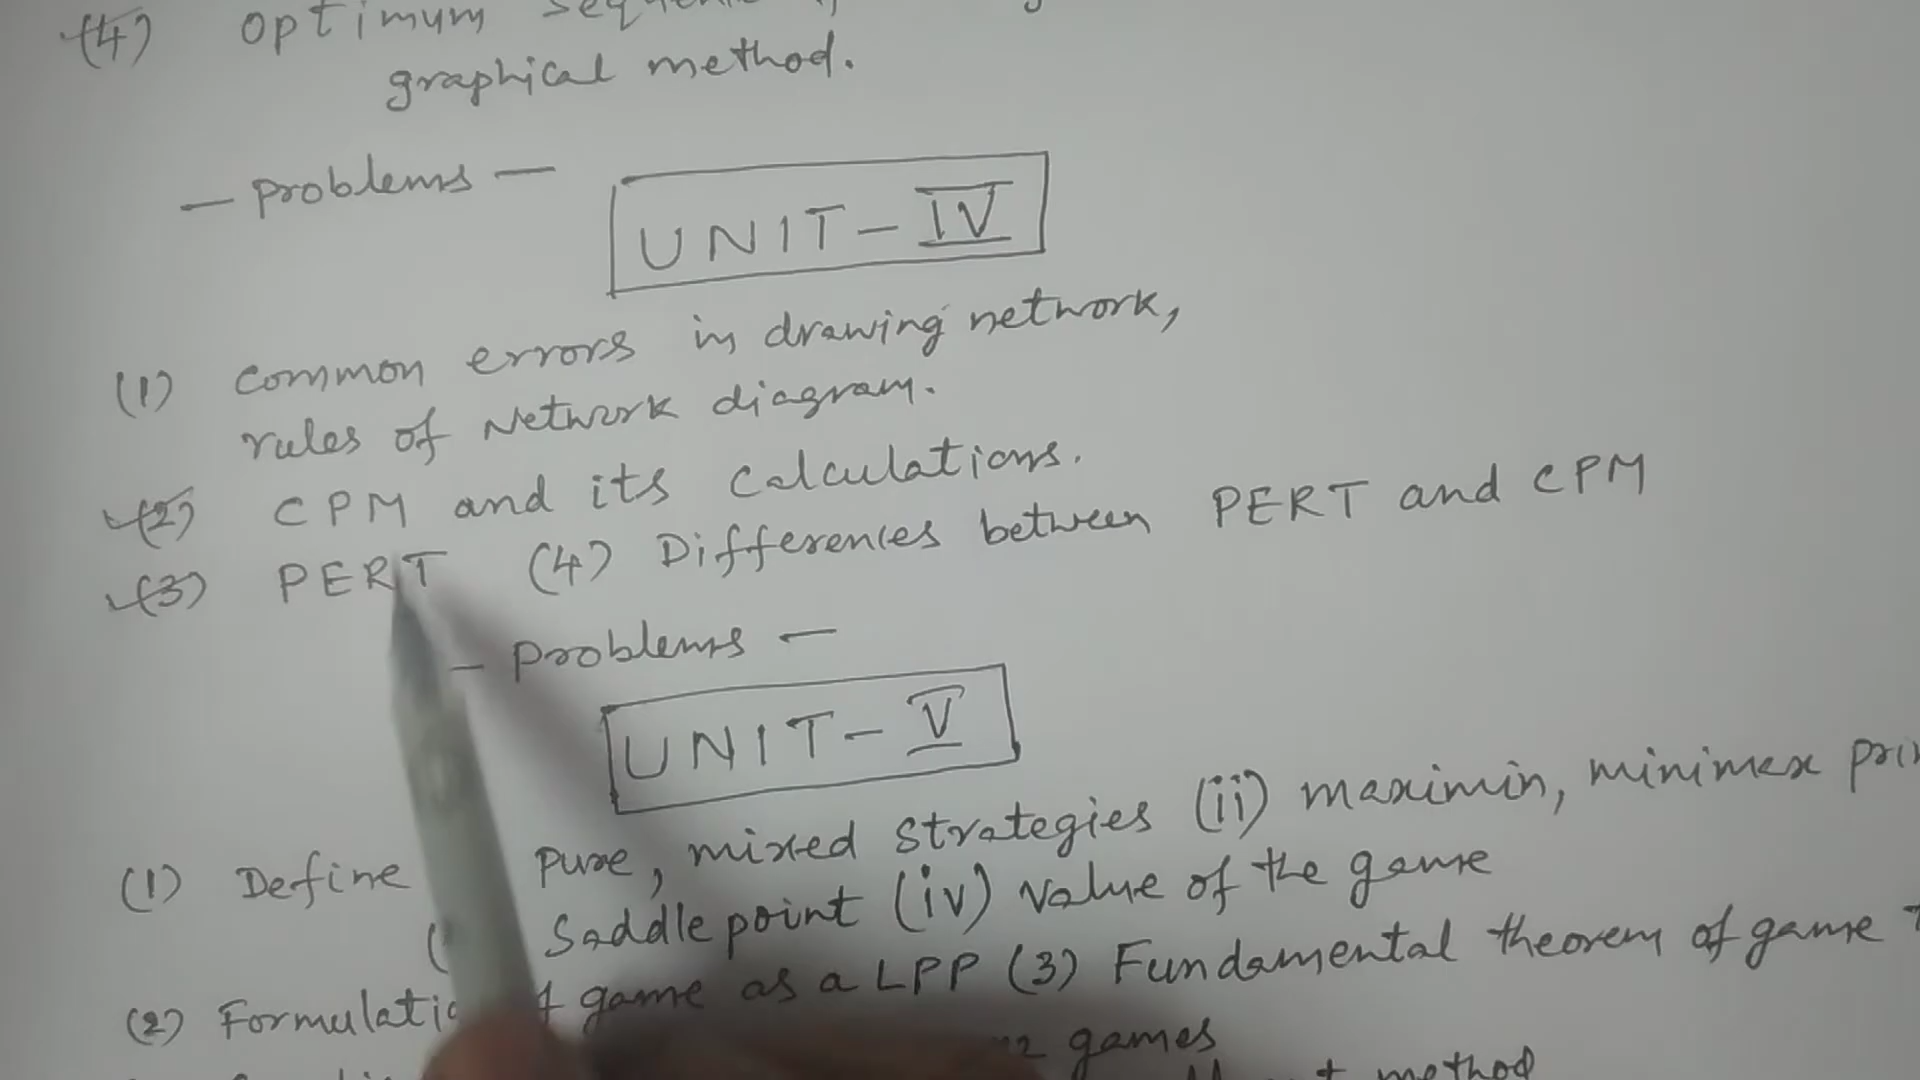 (4) Optimum
graphical method.
- Problems -
UNIT-IV
(1) Common errors in drawing network,
rules of Network diagram.
(2) CPM and its calculations.
(3) PERT (4) Differences between PERT and CPM
- Problems -
UNIT-V
(1) Define Pure, mixed strategies (ii) maximin, minimax
Saddle point (iv) Value of the game
(2) game as a LPP (3) Fundamental theorem of game
games
method